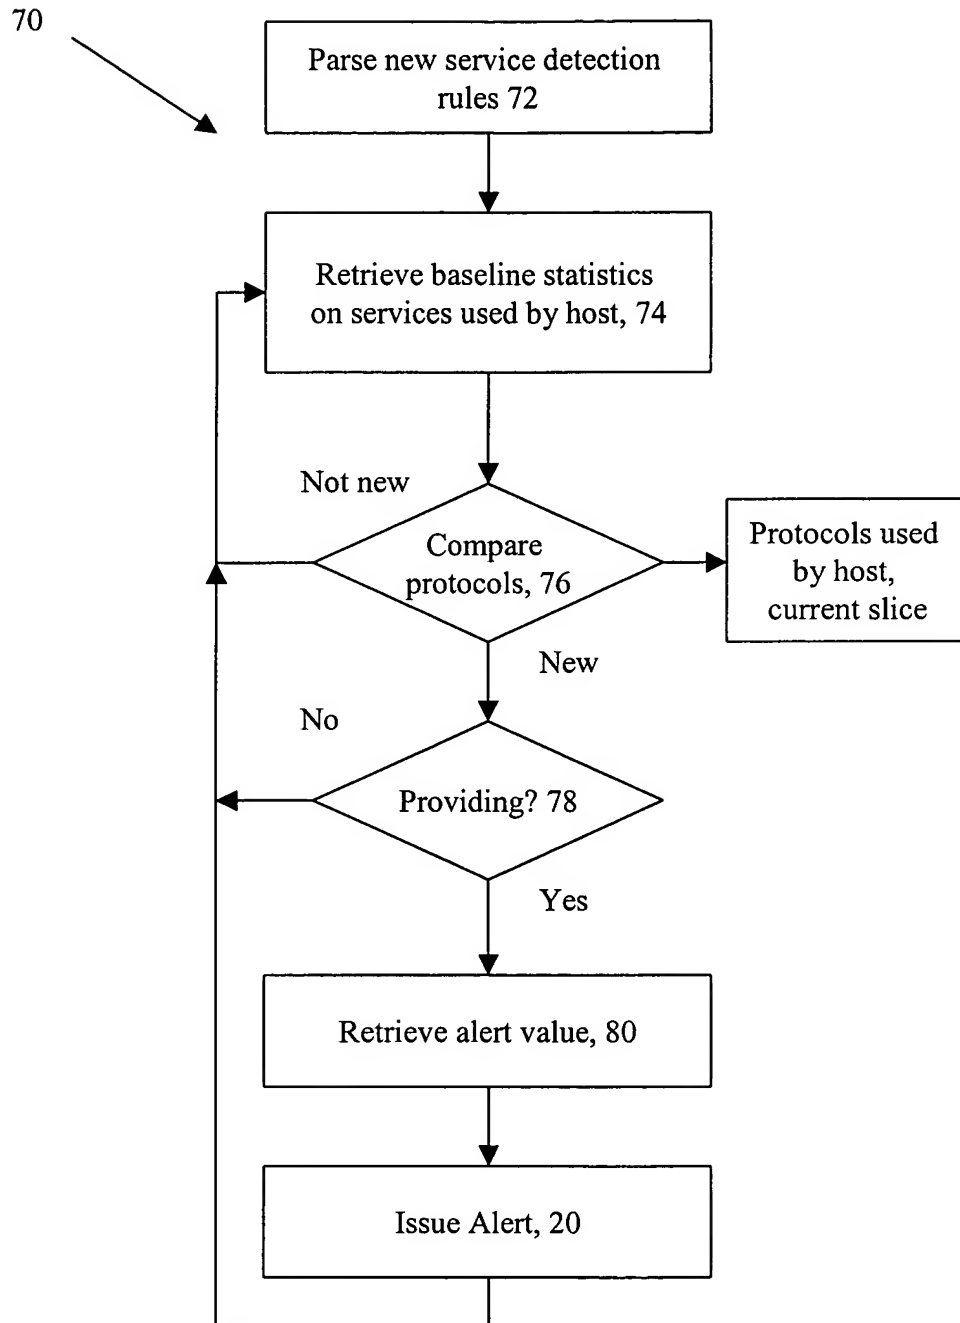 70
Parse new service detection
rules 72
Retrieve baseline statistics
on services used by host, 74
Not new
Compare
protocols, 76
Protocols used
by host,
current slice
New
No
Providing? 78
Yes
Retrieve alert value, 80
Issue Alert, 20